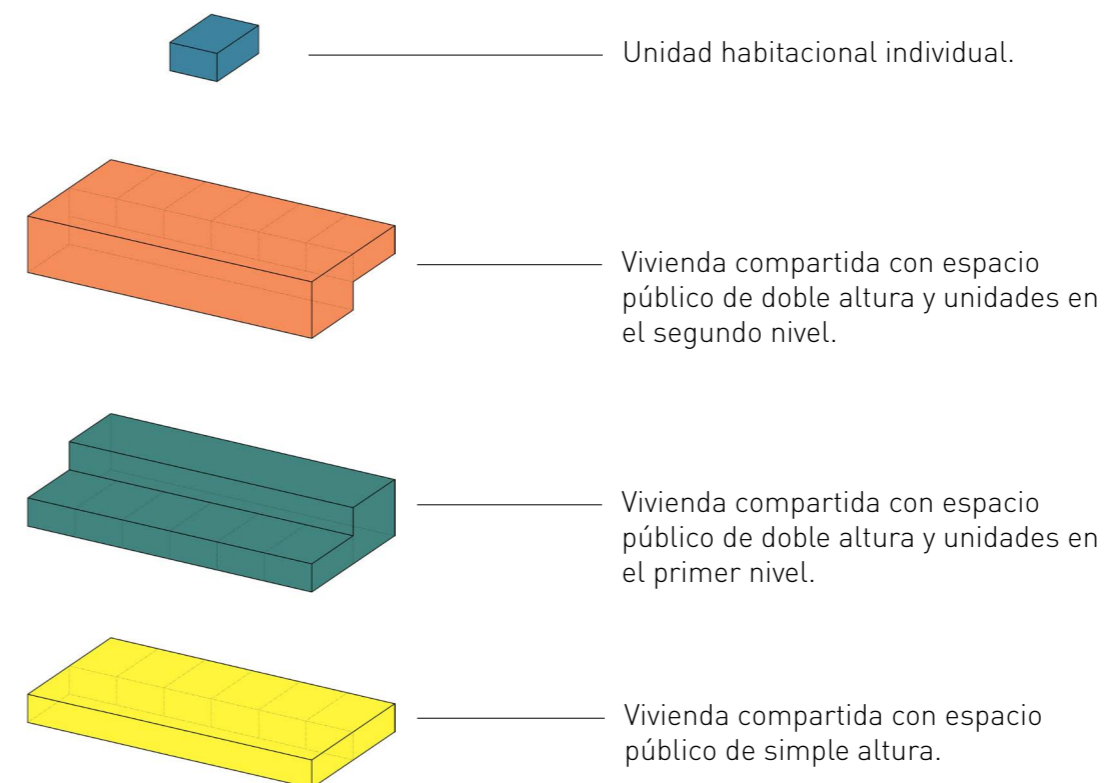 Unidad habitacional individual.
Vivienda compartida con espacio
público de doble altura y unidades en
el segundo nivel.
Vivienda compartida con espacio
público de doble altura y unidades en
el primer nivel.
Vivienda compartida con espacio
público de simple altura.